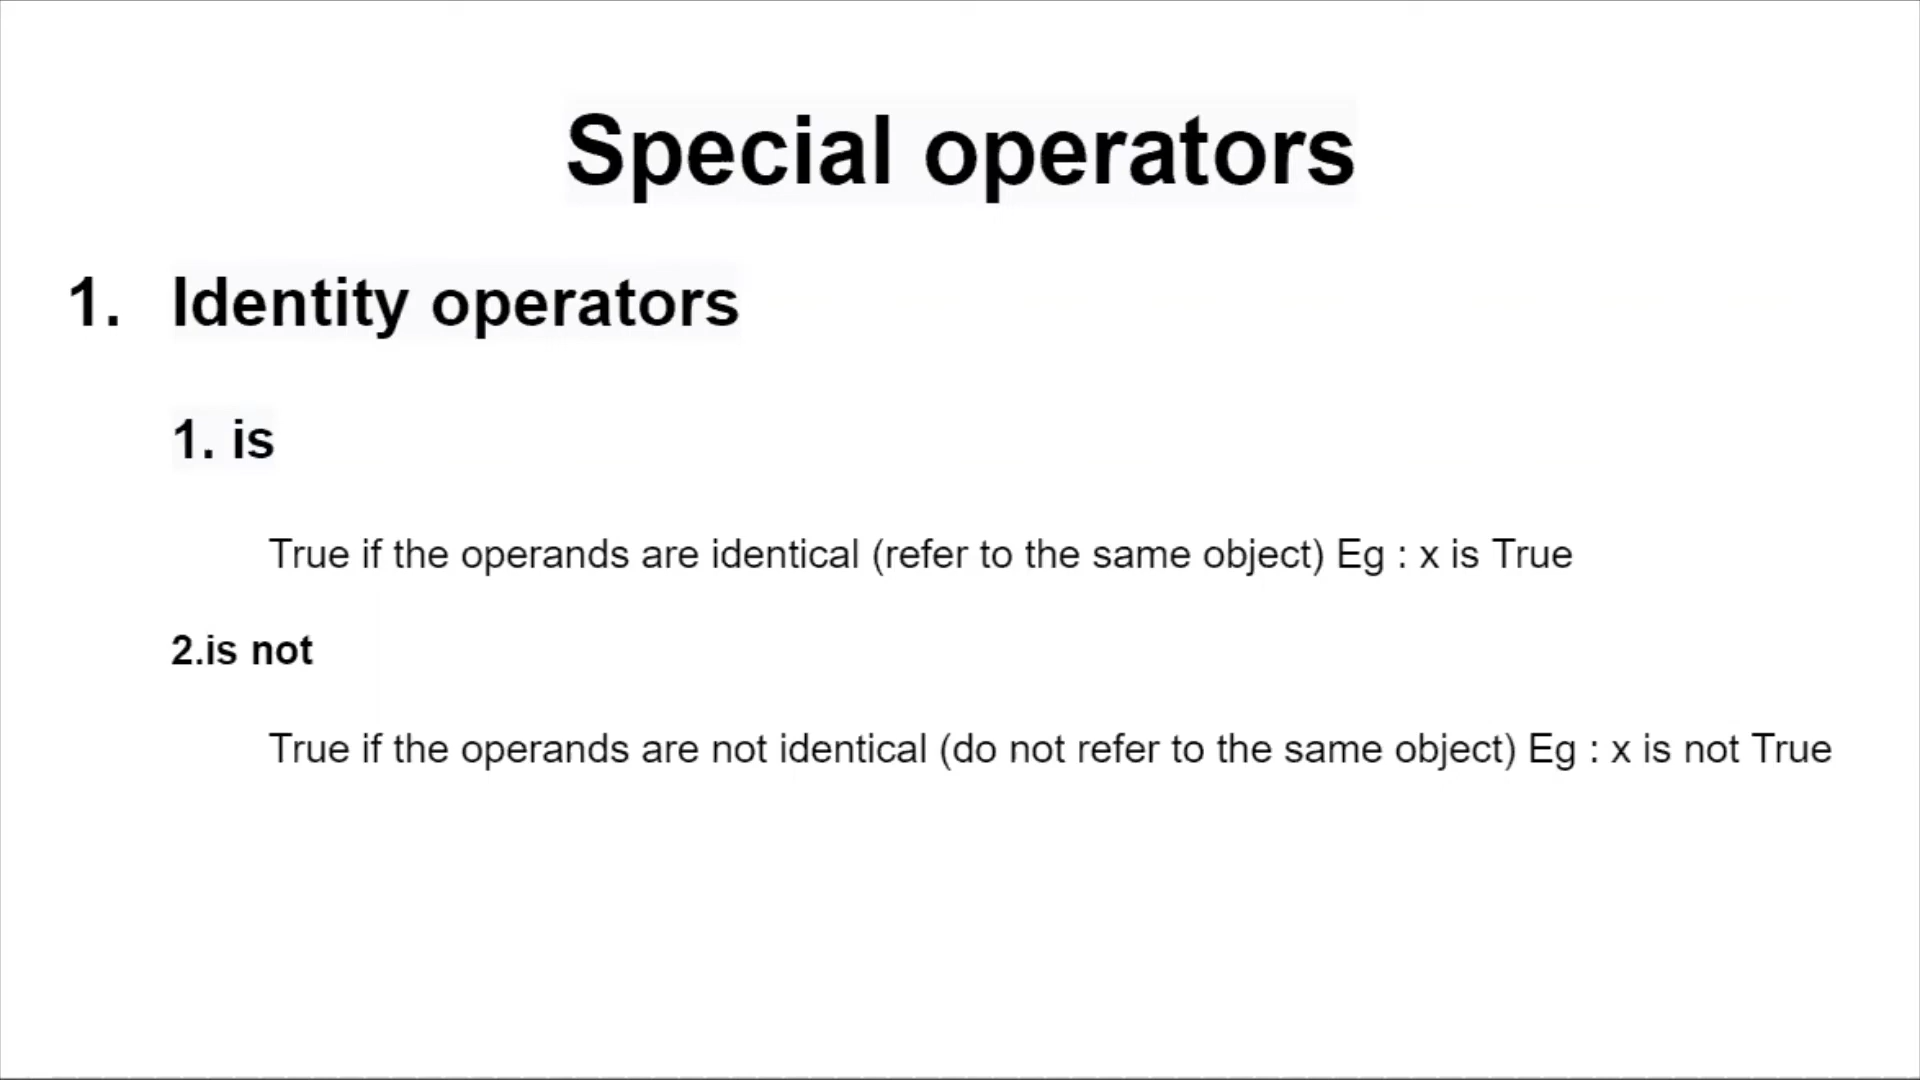 Special operators
1. Identity operators
1. is
True if the operands are identical (refer to the same object) Eg : x is True
2.is not
True if the operands are not identical (do not refer to the same object) Eg : x is not True